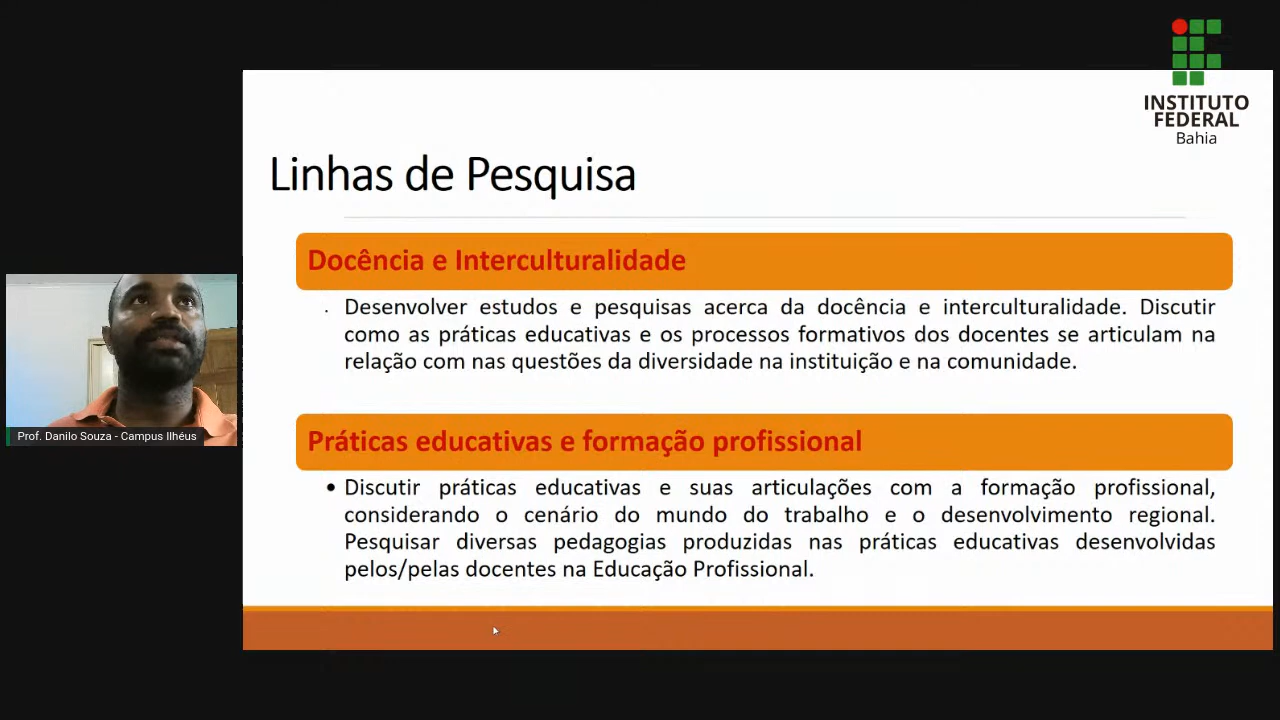 INSTITUTO
FEDERAL
Bahia
Linhas de Pesquisa
Docência e Interculturalidade
Desenvolver estudos e pesquisas acerca da docência e interculturalidade. Discutir
como as práticas educativas e os processos formativos dos docentes se articulam na
relação com nas questões da diversidade na instituição e na comunidade.
Práticas educativas e formação profissional
• Discutir práticas educativas e suas articulações com a formação profissional,
considerando o cenário do mundo do trabalho e o desenvolvimento regional.
Pesquisar diversas pedagogias produzidas nas práticas educativas desenvolvidas
pelos/pelas docentes na Educação Profissional.
Prof. Danilo Souza - Campus Ilhéus